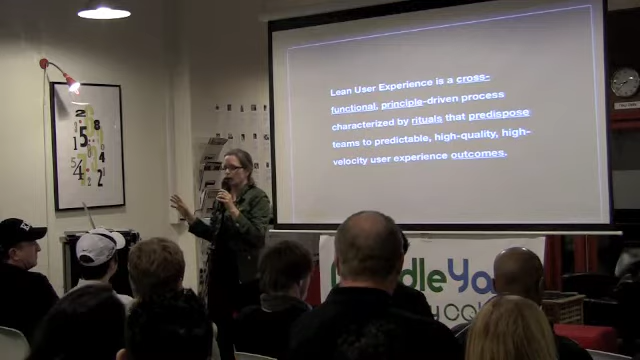 Lean User Experience is a cross-
functional, principle-driven process
characterized by rituals that predispose
teams to predictable, high-quality, high-
velocity user experience outcomes.